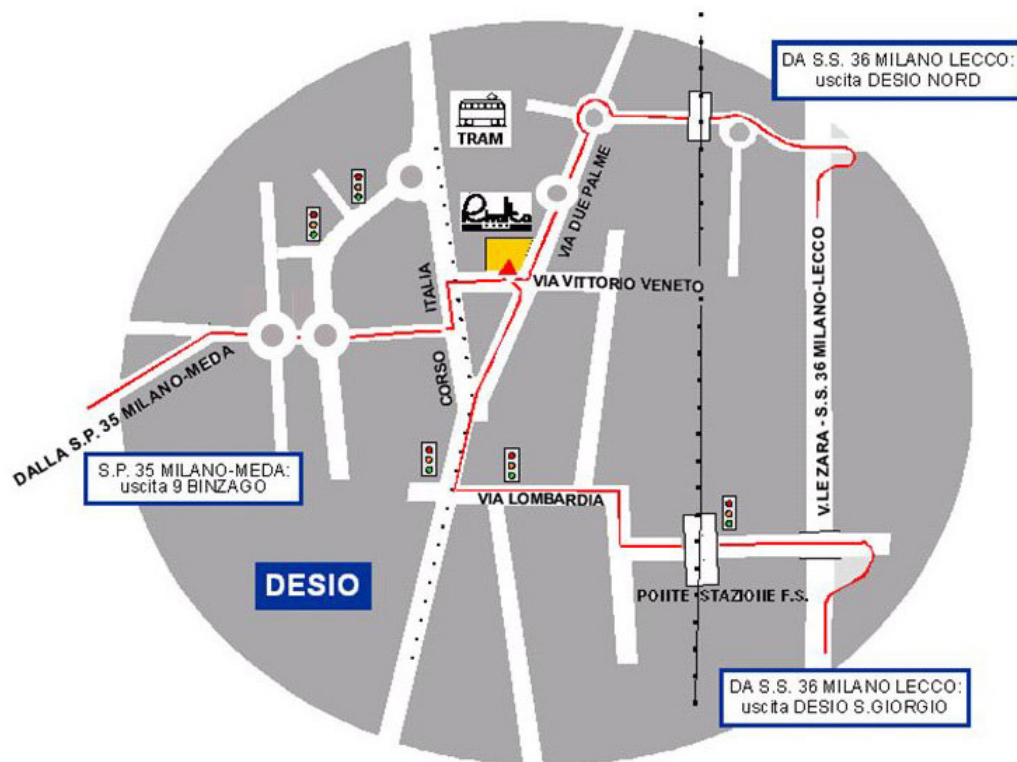 DA S.S. 36 MILANO LECCO:
uscita DESIO NORD
TRAM
VIA DUE PALME
ITALIA
VIA VITTORIO VENETO
CORSO
V.LE ZARA - S.S. 36 MILANO-LECCO
DALLA S.P. 35 MILANO-MEDA
S.P. 35 MILANO-MEDA:
uscita 9 BINZAGO
VIA LOMBARDIA
DESIO
PONTE STAZIONE F.S.
DA S.S. 36 MILANO LECCO:
uscita DESIO S.GIORGIO